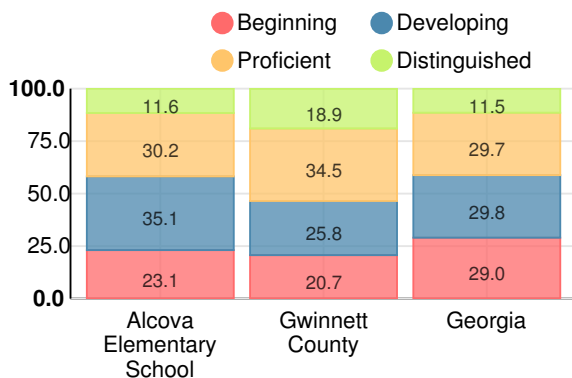 Beginning Developing
Proficient Distinguished
100.0
75.0
50.0
25.0
0.0
11.6 18.9 11.5
30.2 34.5 29.7
35.1 25.8 29.8
23.1 20.7 29.0
Alcova
Elementary
School
Gwinnett
County
Georgia